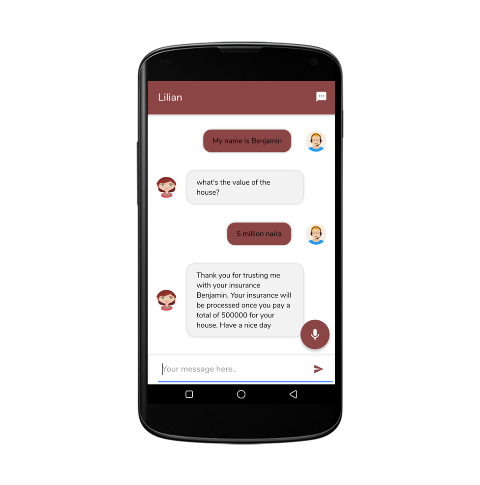 Lilian
My name is Benjamin
what's the value of the
house?
5 million naira
Thank you for trusting me
with your insurance
Benjamin. Your insurance will
be processed once you pay a
total of 500000 for your
house. Have a nice day
Your message here..